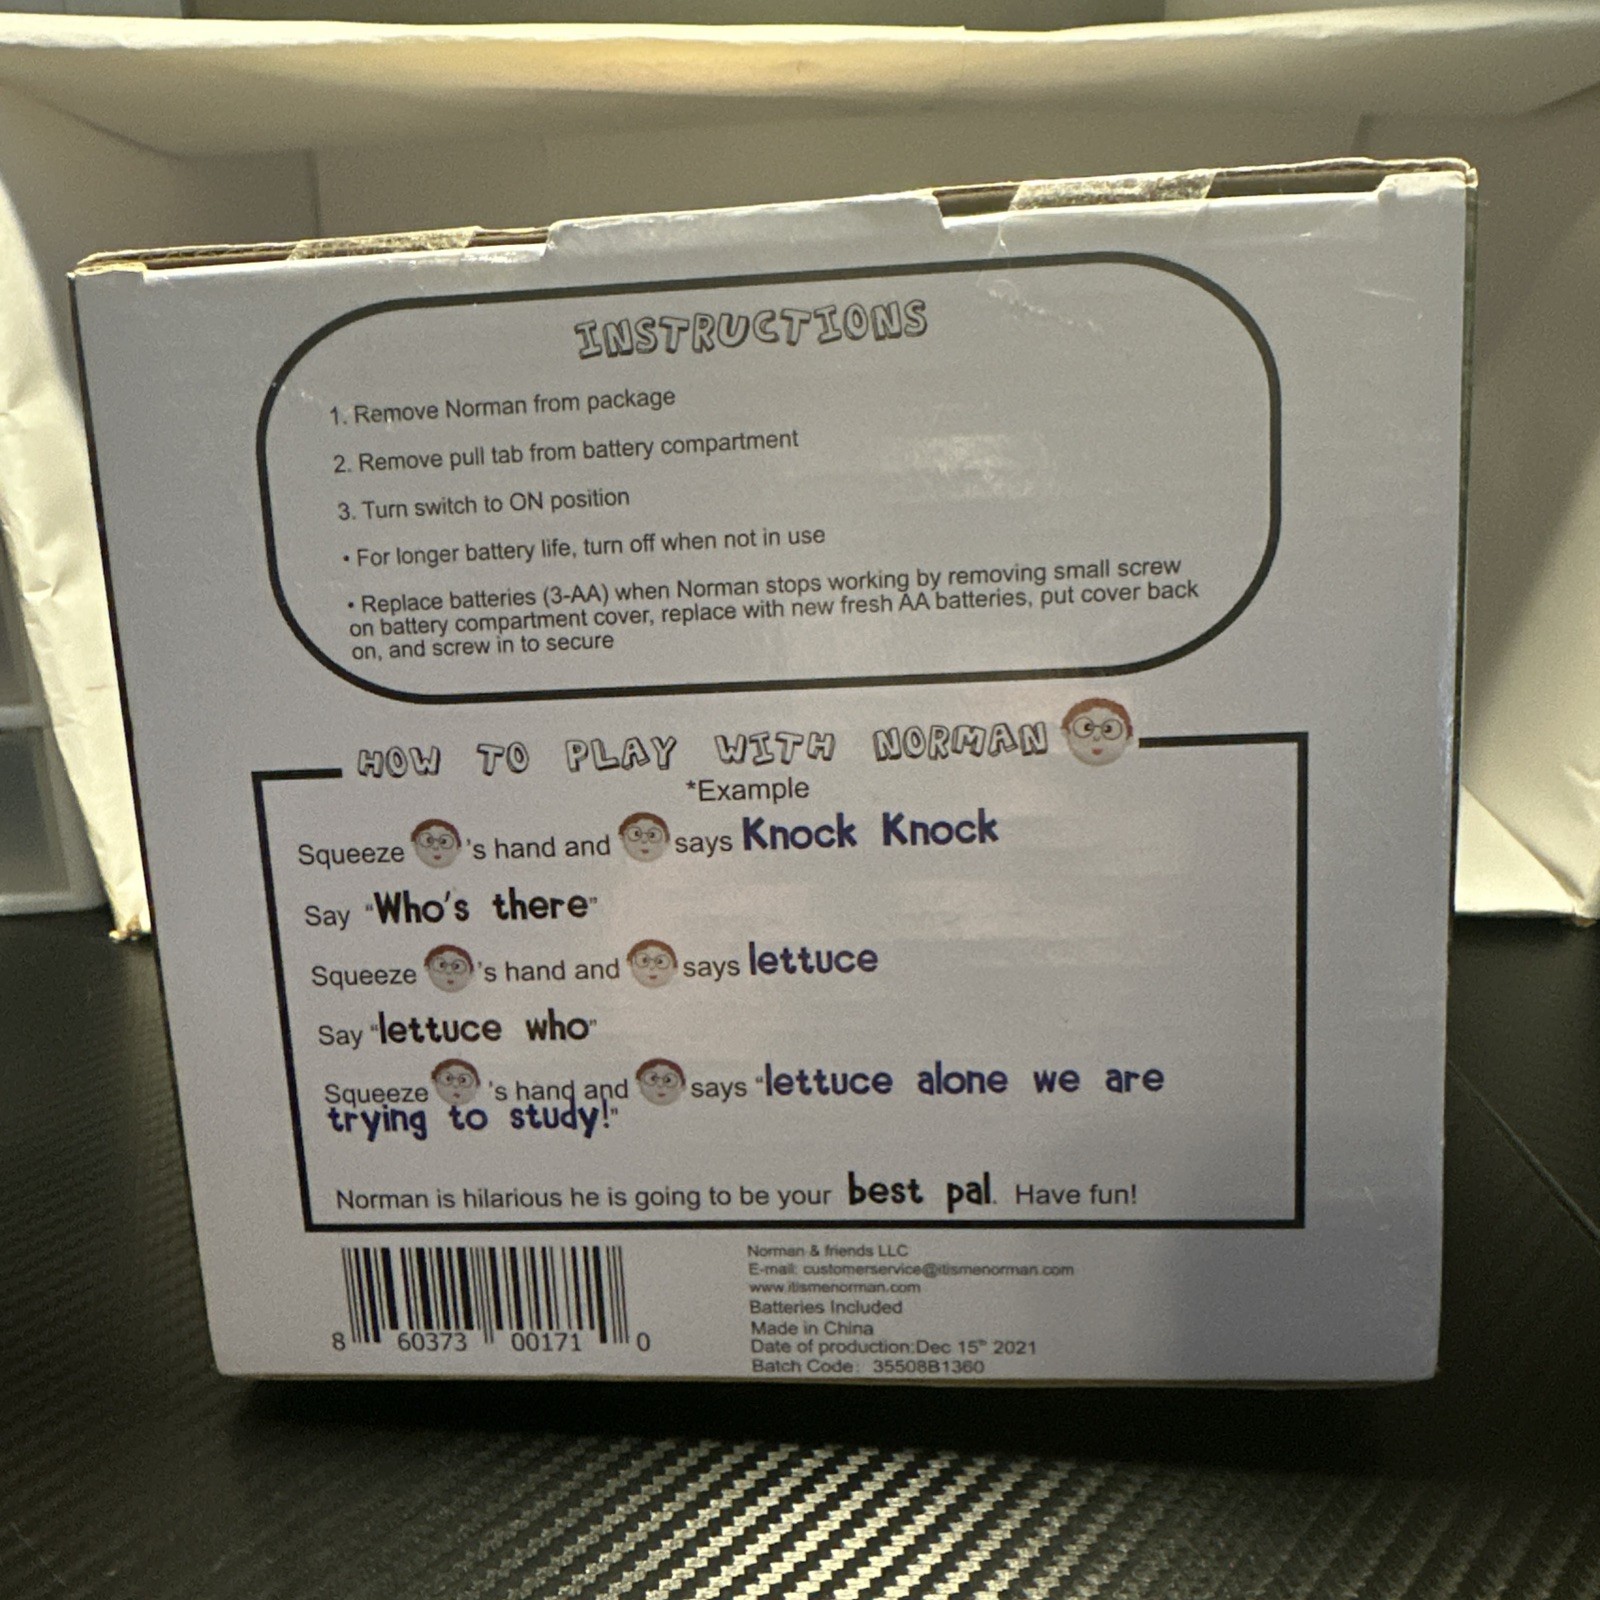 INSTRUCTIONS
1. Remove Norman from package
2. Remove pull tab from battery compartment
3. Turn switch to ON position
• For longer battery life, turn off when not in use
• Replace batteries (3-AA) when Norman stops working by removing small screw
on battery compartment cover, replace with new fresh AA batteries, put cover back
on, and screw in to secure
HOW TO PLAY WITH NORMAN
*Example
Squeeze 's hand and says Knock Knock
Say "Who's there"
Squeeze 's hand and says lettuce
Say "lettuce who"
Squeeze 's hand and says "lettuce alone we are
trying to study!"
Norman is hilarious he is going to be your best pal. Have fun!
8 60373 00171 0
Norman & friends LLC
E-mail: customerservice@itismenorman.com
www.itismenorman.com
Batteries Included
Made in China
Date of production:Dec 15th 2021
Batch Code: 35508B1360